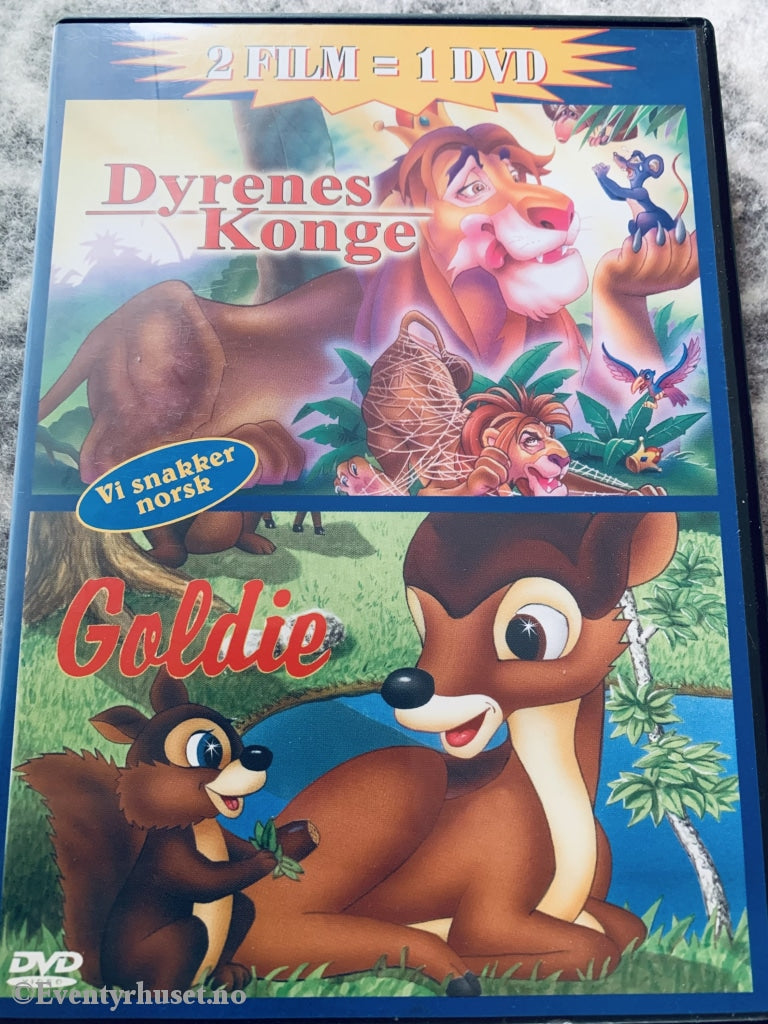 2 FILM = 1 DVD
Dyrenes
Konge
Vi snakker
norsk
Goldie
DVD
©Eventyrhuset.no